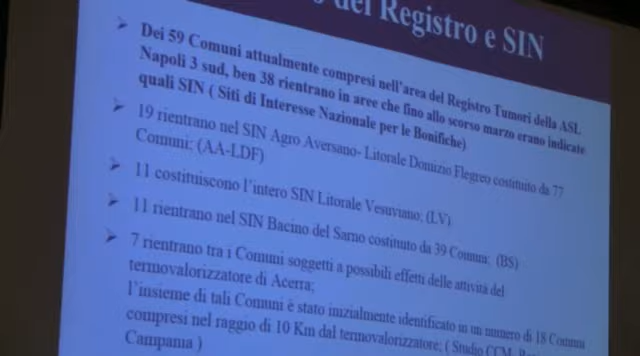 del Registro e SIN
Dei 59 Comuni attualmente compresi nell'area del Registro Tumori della ASL
Napoli 3 sud, ben 38 rientrano in aree che fino allo scorso marzo erano indicate
quali SIN ( Siti di Interesse Nazionale per le Bonifiche)
19 rientrano nel SIN Agro Aversano- Litorale Domizio Flegreo costituito da 77
Comuni; (AA-LDF)
11 costituiscono l'intero SIN Litorale Vesuviano; (LV)
11 rientrano nel SIN Bacino del Sarno costituito da 39 Comuni; (BS)
7 rientrano tra i Comuni soggetti a possibili effetti delle attività del
termovalorizzatore di Acerra;
l'insieme di tali Comuni è stato inizialmente identificato in un numero di 18 Comuni
compresi nel raggio di 10 Km dal termovalorizzatore; ( Studio CCM
Campania )